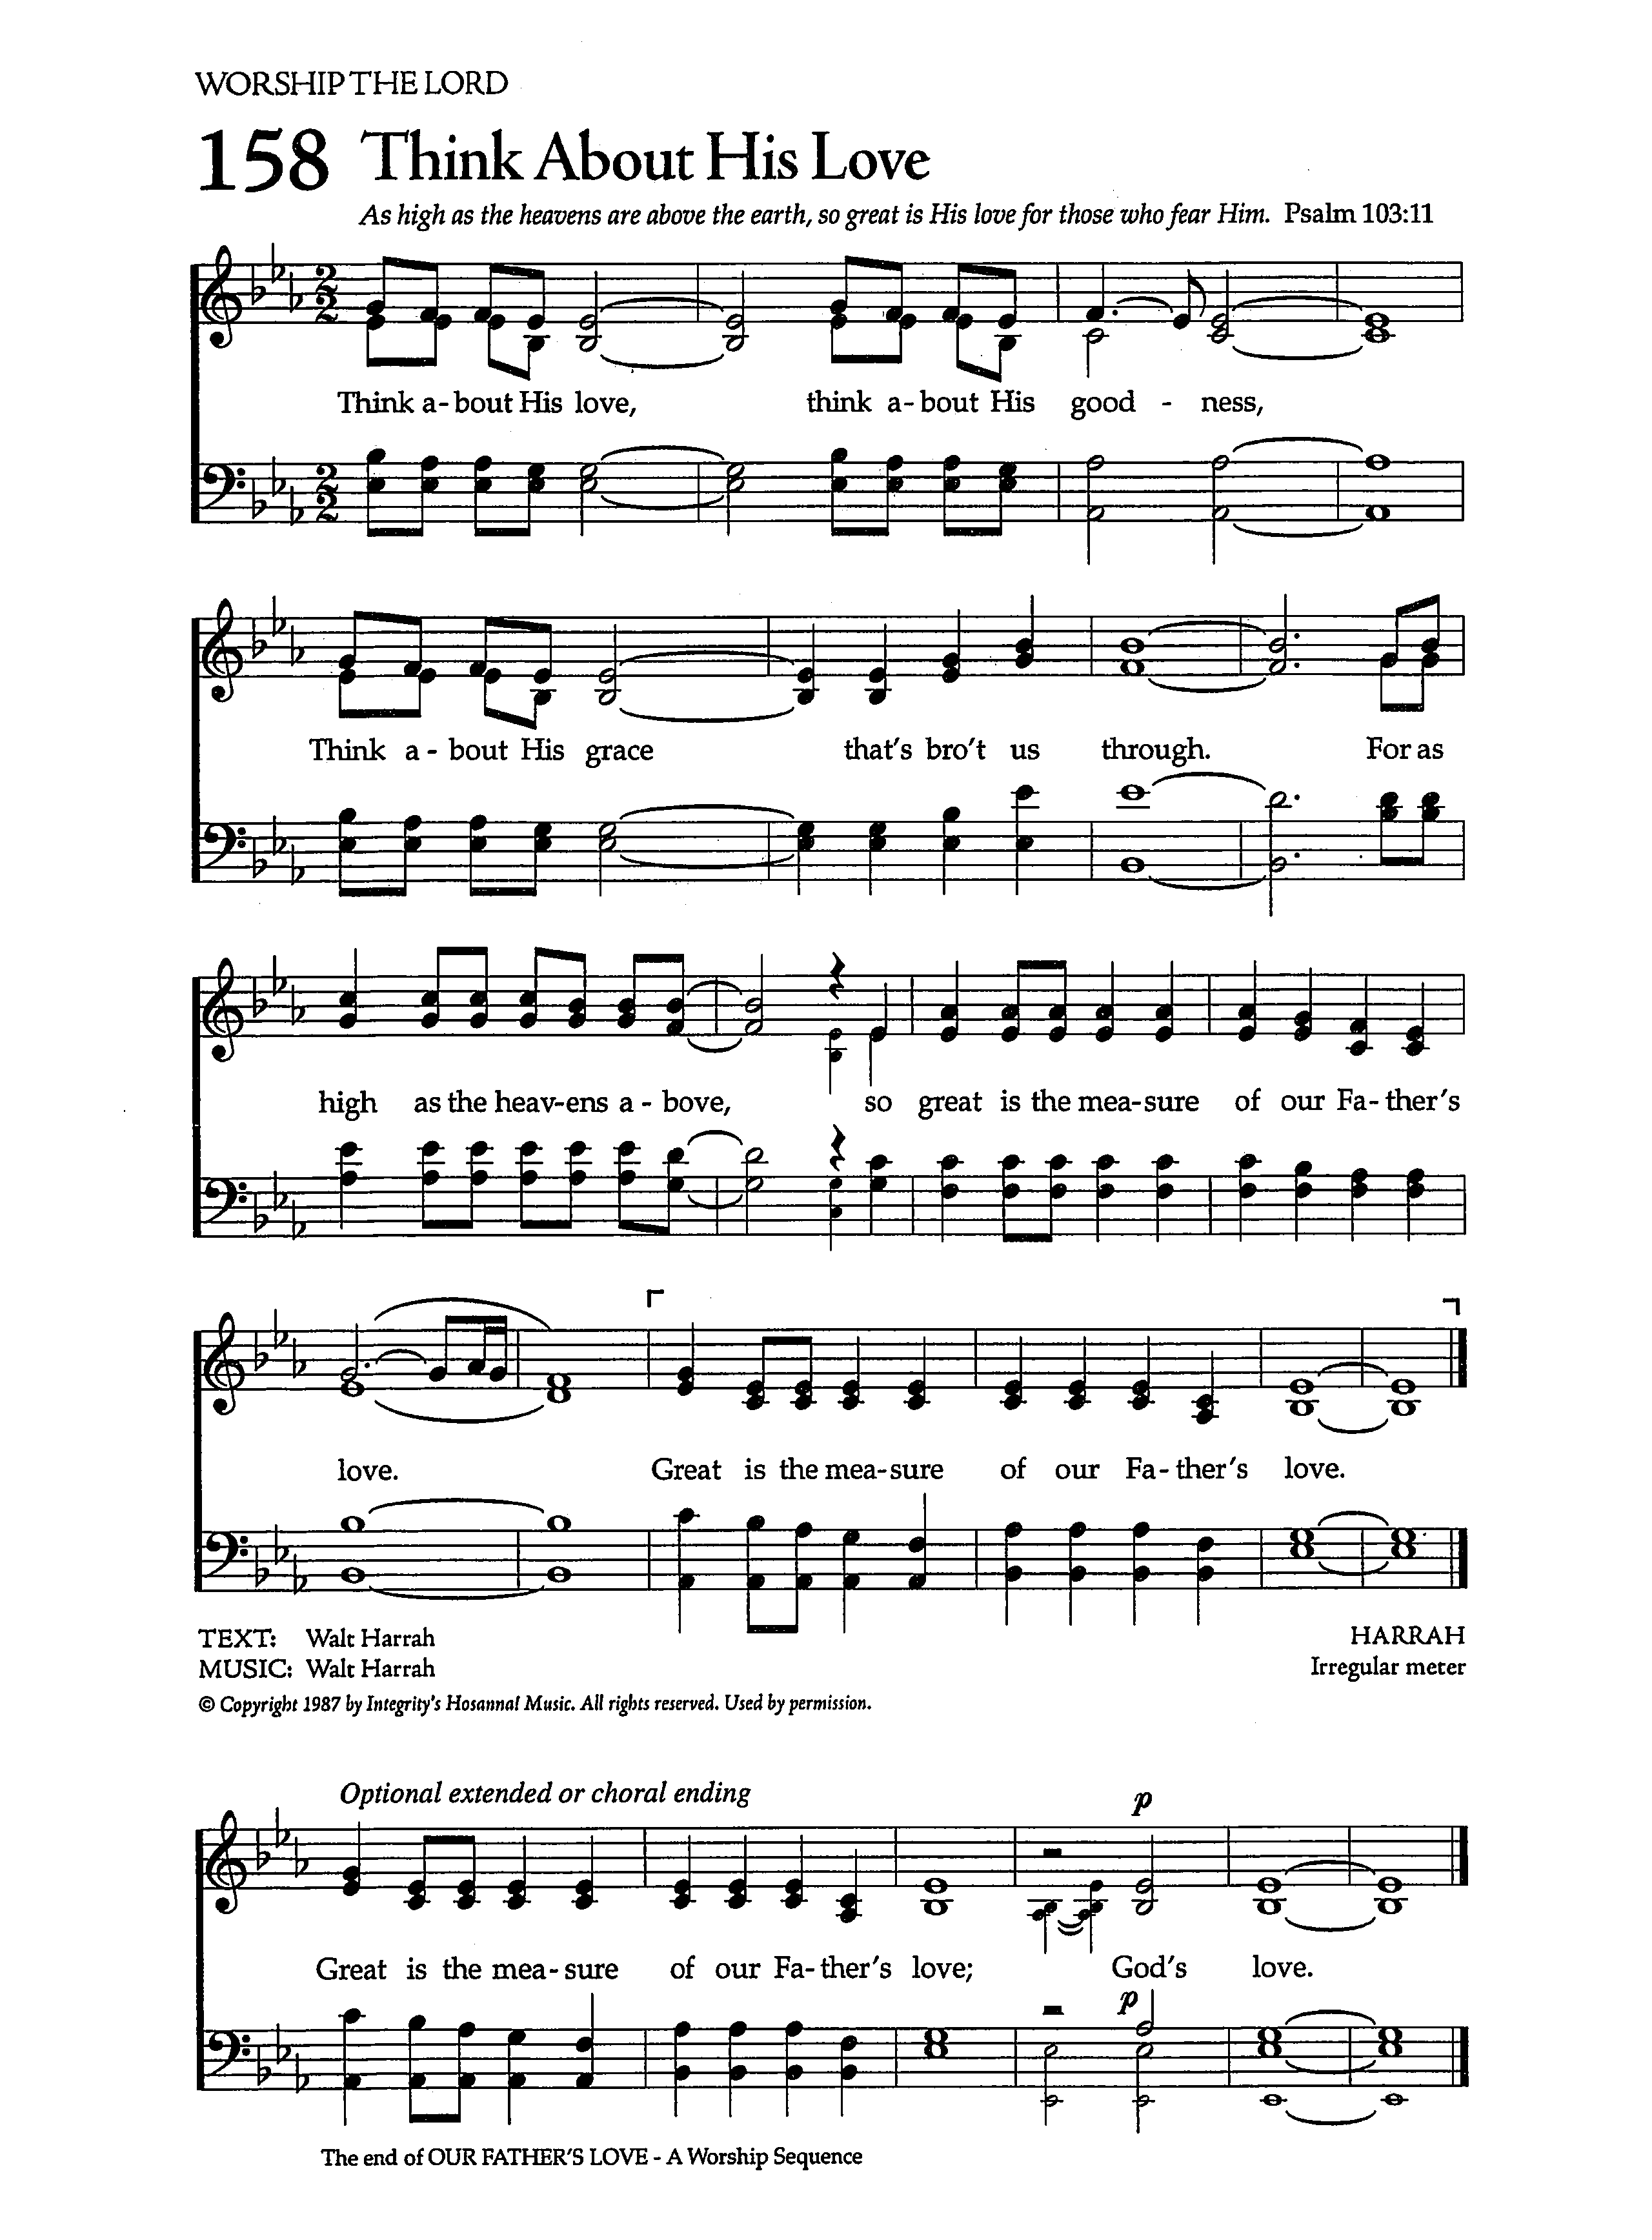 WORSHIP THE LORD
158 Think About His Love
As high as the heavens are above the earth, so great is His love for those who fear Him. Psalm 103:11
Think a-bout His love, think a-bout His good - ness,
Think a - bout His grace that's bro't us through. For as
high as the heav-ens a - bove, so great is the mea-sure of our Fa-ther's
love. Great is the mea-sure of our Fa-ther's love.
TEXT: Walt Harrah HARRAH
MUSIC: Walt Harrah Irregular meter
© Copyright 1987 by Integrity's Hosanna! Music. All rights reserved. Used by permission.
Optional extended or choral ending
p
Great is the mea-sure of our Fa-ther's love; God's love.
p
The end of OUR FATHER'S LOVE - A Worship Sequence